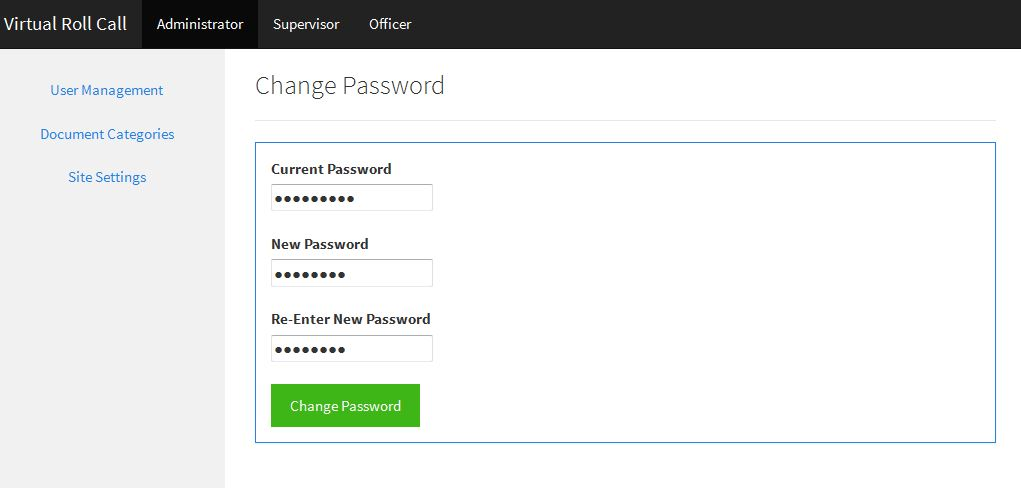 Virtual Roll Call Administrator Supervisor Officer
User Management
Document Categories
Site Settings
Change Password
Current Password
●●●●●●●●●
New Password
●●●●●●●●
Re-Enter New Password
●●●●●●●●
Change Password